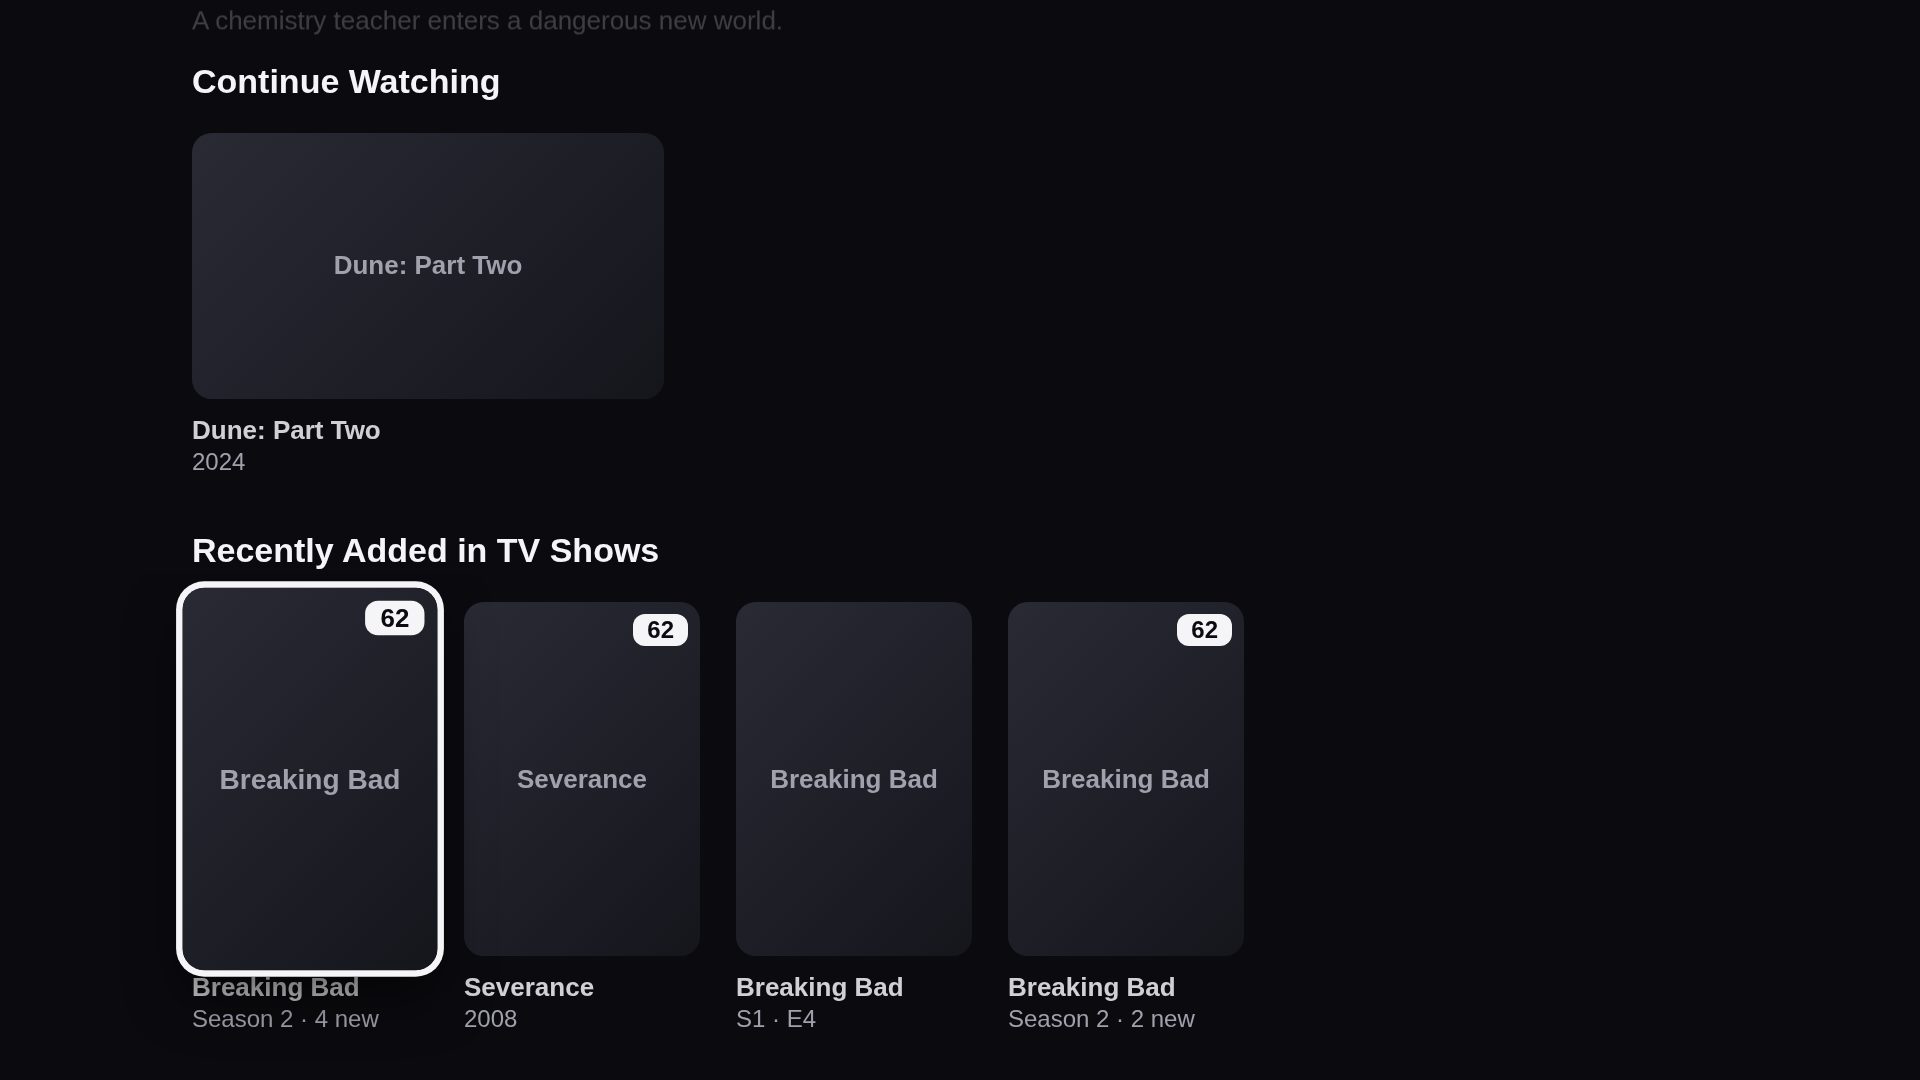 A chemistry teacher enters a dangerous new world.
Continue Watching
Dune: Part Two
Dune: Part Two
2024
Recently Added in TV Shows
62
Breaking Bad
Breaking Bad
Season 2 · 4 new
62
Severance
Severance
2008
Breaking Bad
Breaking Bad
S1 · E4
62
Breaking Bad
Breaking Bad
Season 2 · 2 new